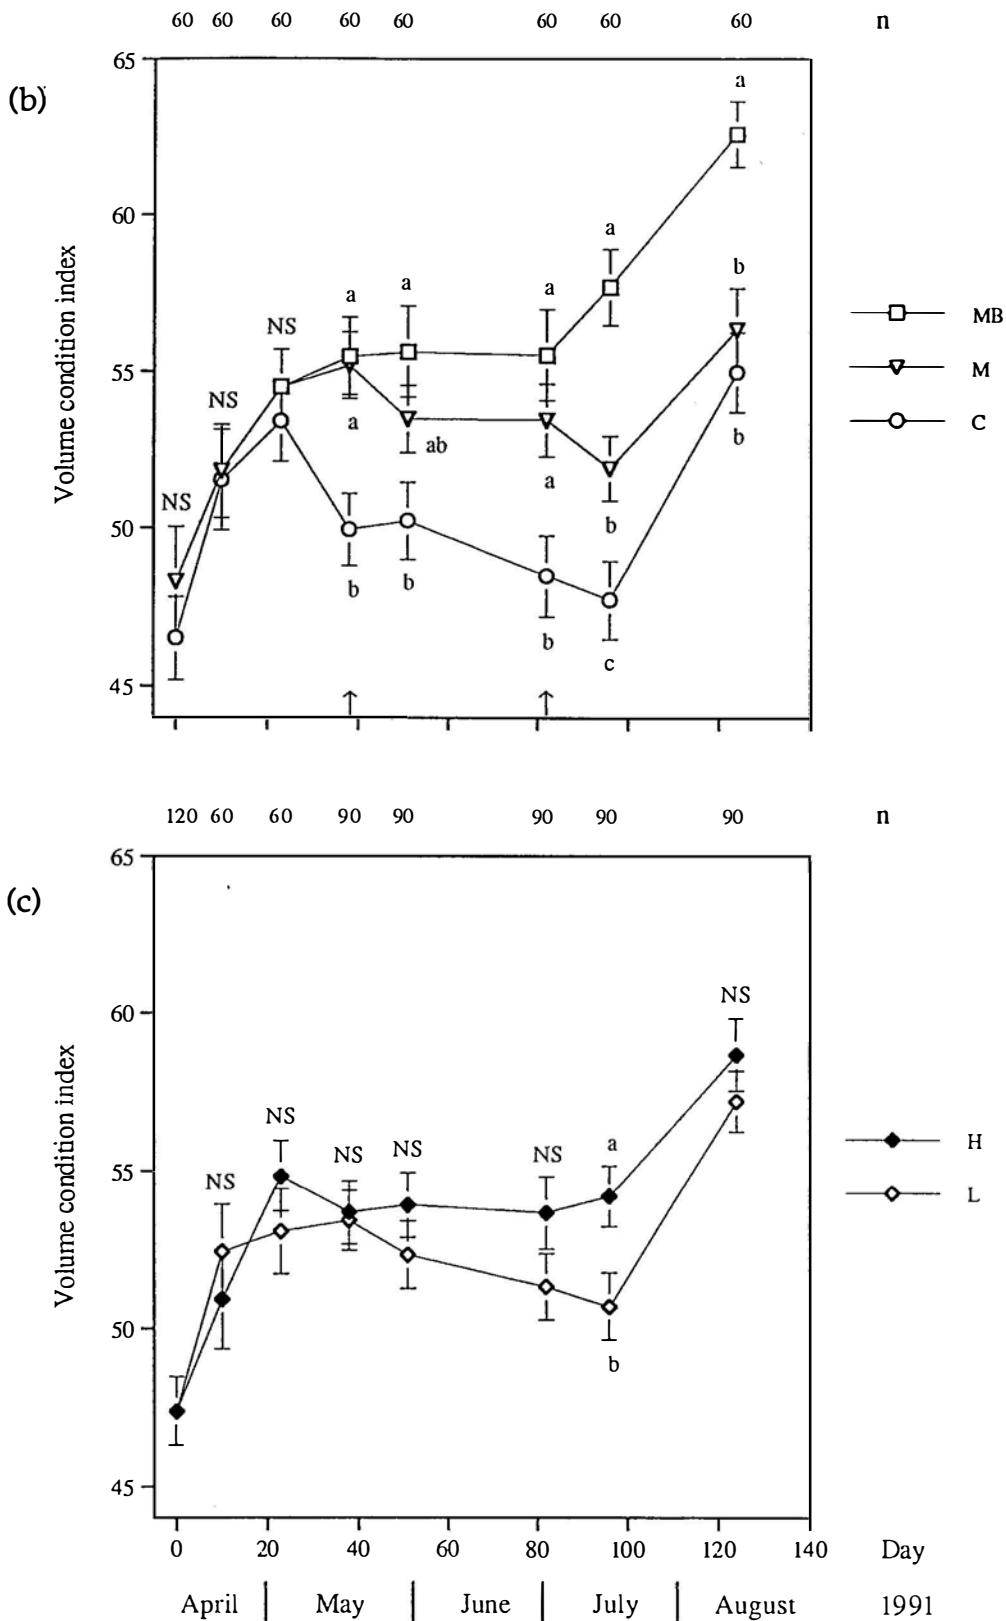 60 60 60 60 60 60 60 60 n
(b)
65
a
60
a
b
a
a
a
NS
MB
55
NS
M
a
ab
a
C
b
NS
b
50
b
b
b
c
45
Volume condition index
120 60 60 90 90 90 90 90 n
(c)
65
60
NS
NS
NS
NS
NS
a
H
55
NS
L
50
b
45
Volume condition index
0 20 40 60 80 100 120 140 Day
April May June July August 1991